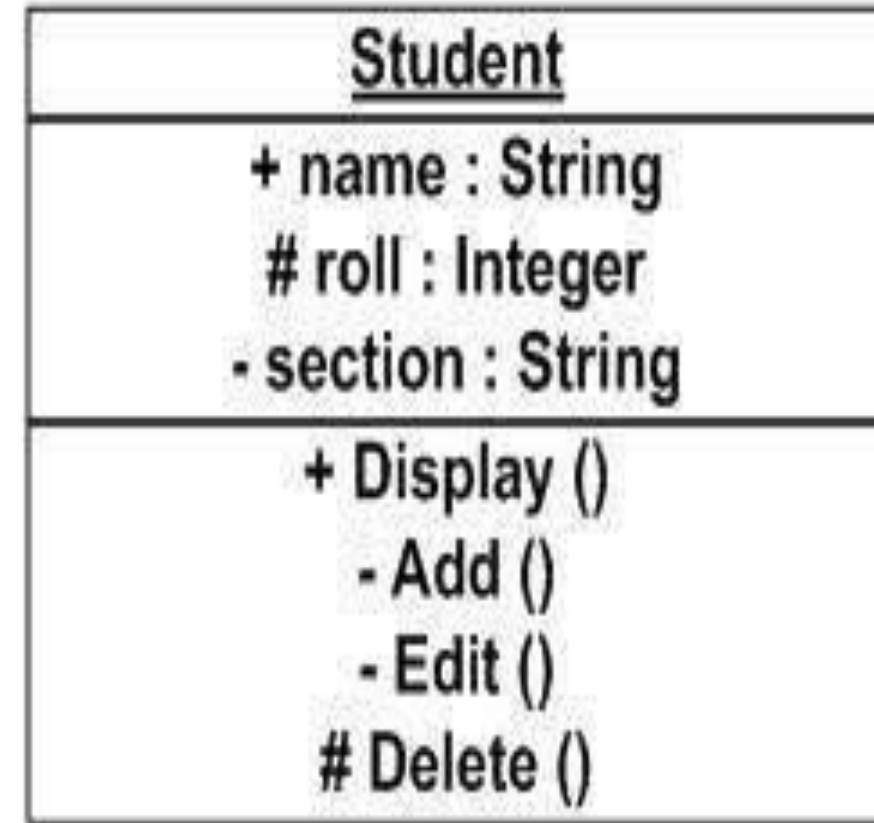 Student
+ name : String
# roll : Integer
- section : String
+ Display ()
- Add ()
- Edit ()
# Delete ()